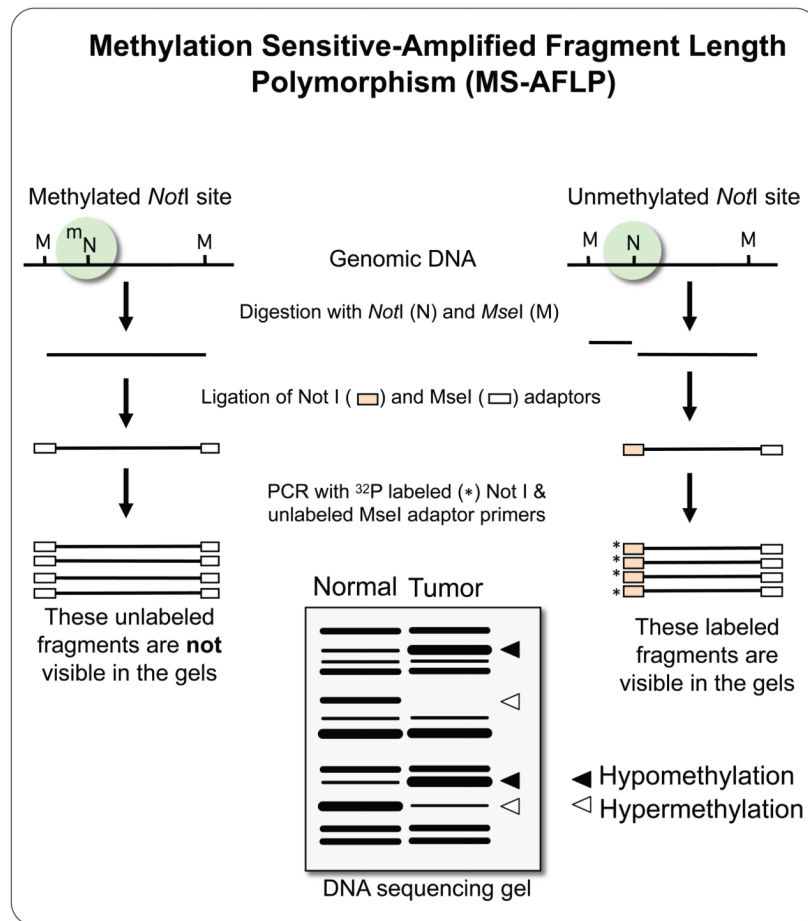 Methylation Sensitive-Amplified Fragment Length
Polymorphism (MS-AFLP)
Methylated NotI site
Unmethylated NotI site
M mN M
M N M
Genomic DNA
Digestion with NotI (N) and MseI (M)
Ligation of Not I ( ) and MseI ( ) adaptors
PCR with ³²P labeled (*) Not I &
unlabeled MseI adaptor primers
*
*
*
*
These unlabeled
fragments are not
visible in the gels
Normal Tumor
These labeled
fragments are
visible in the gels
Hypomethylation
Hypermethylation
DNA sequencing gel